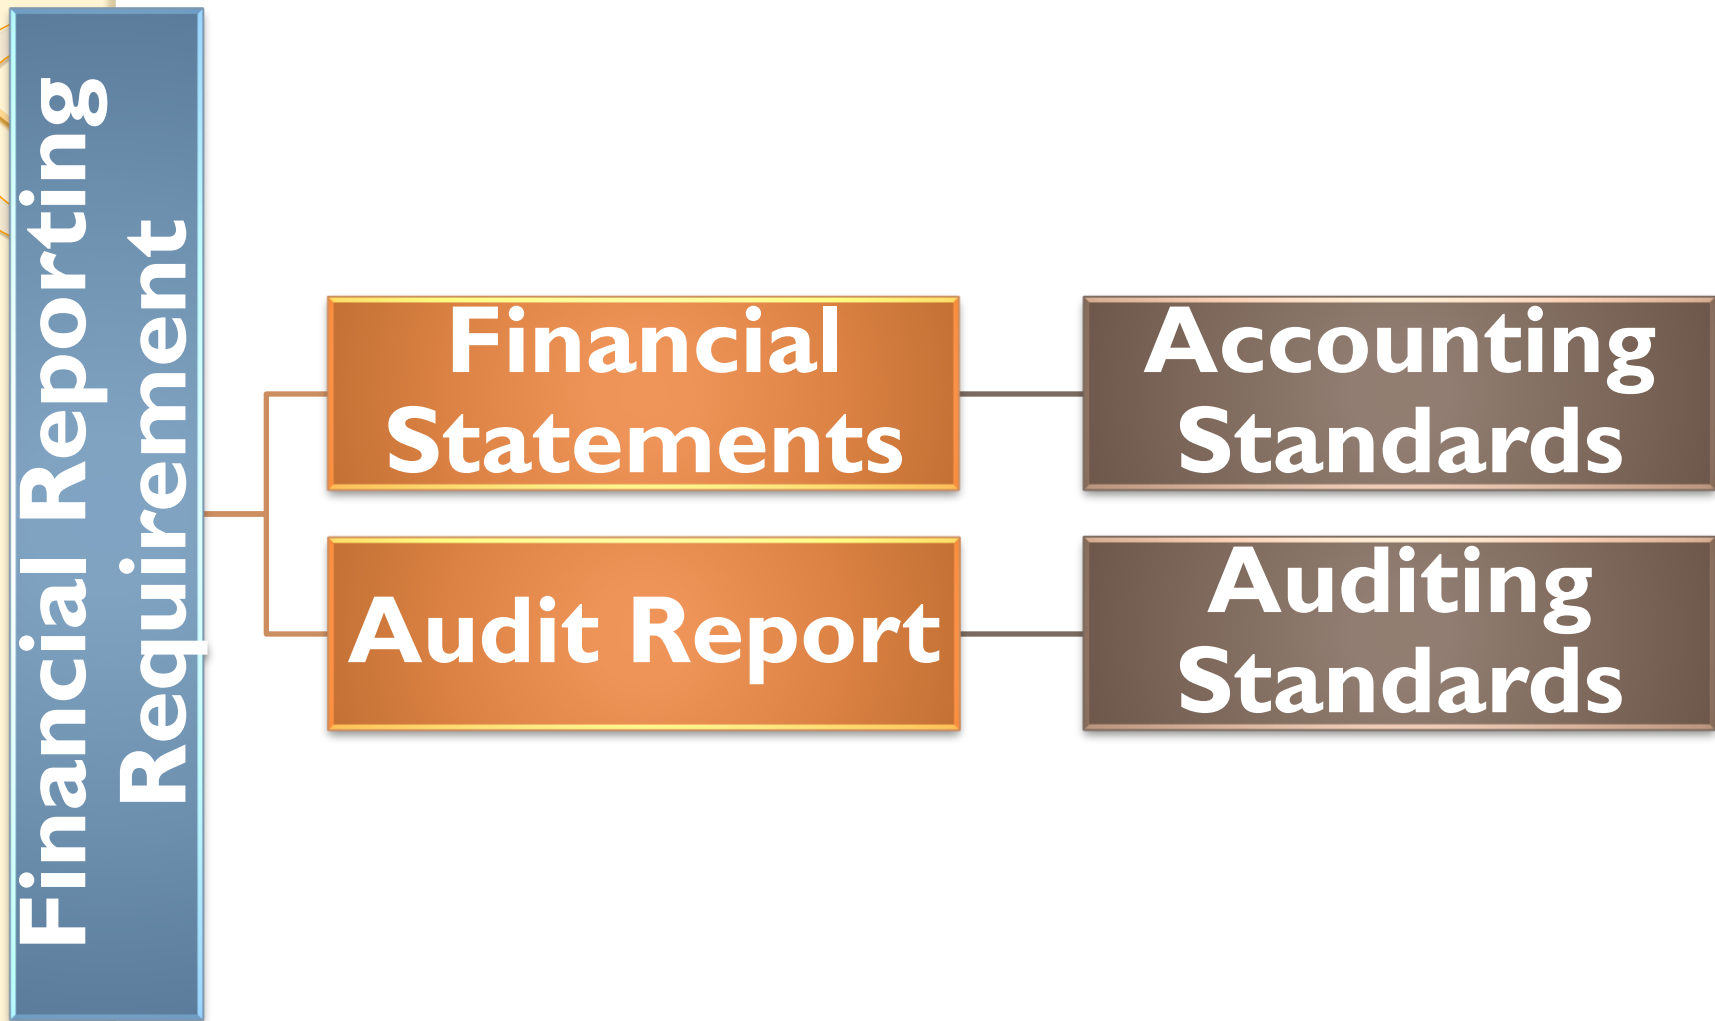 Financial Reporting
Requirement
Financial
Statements
Accounting
Standards
Audit Report
Auditing
Standards